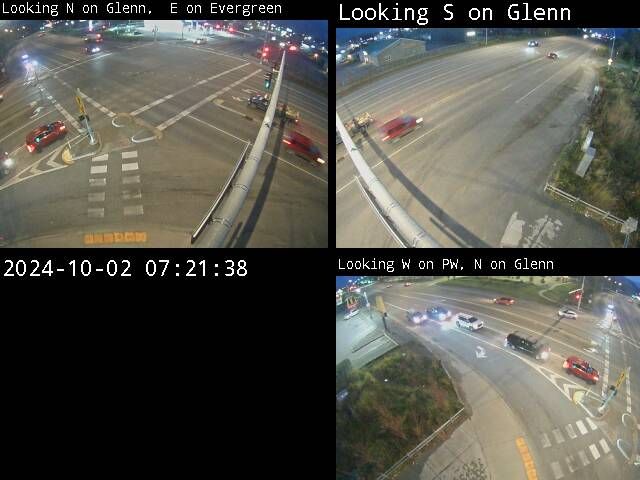 Looking N on Glenn,  E on Evergreen
Looking S on Glenn
2024-10-02 07:21:38
Looking W on PW, N on Glenn